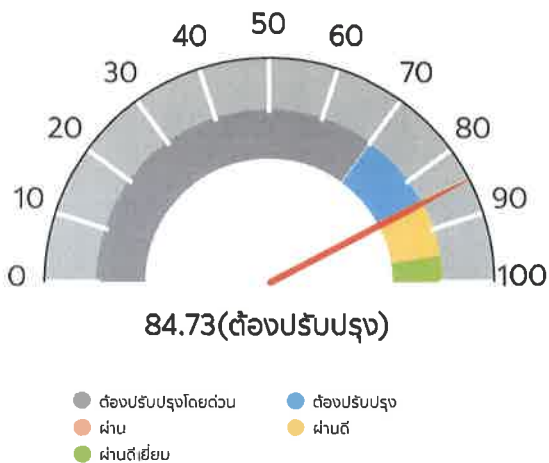 0
10
20
30
40
50
60
70
80
90
100
84.73(ต้องปรับปรุง)
ต้องปรับปรุงโดยด่วน
ต้องปรับปรุง
ผ่าน
ผ่านดี
ผ่านดีเยี่ยม